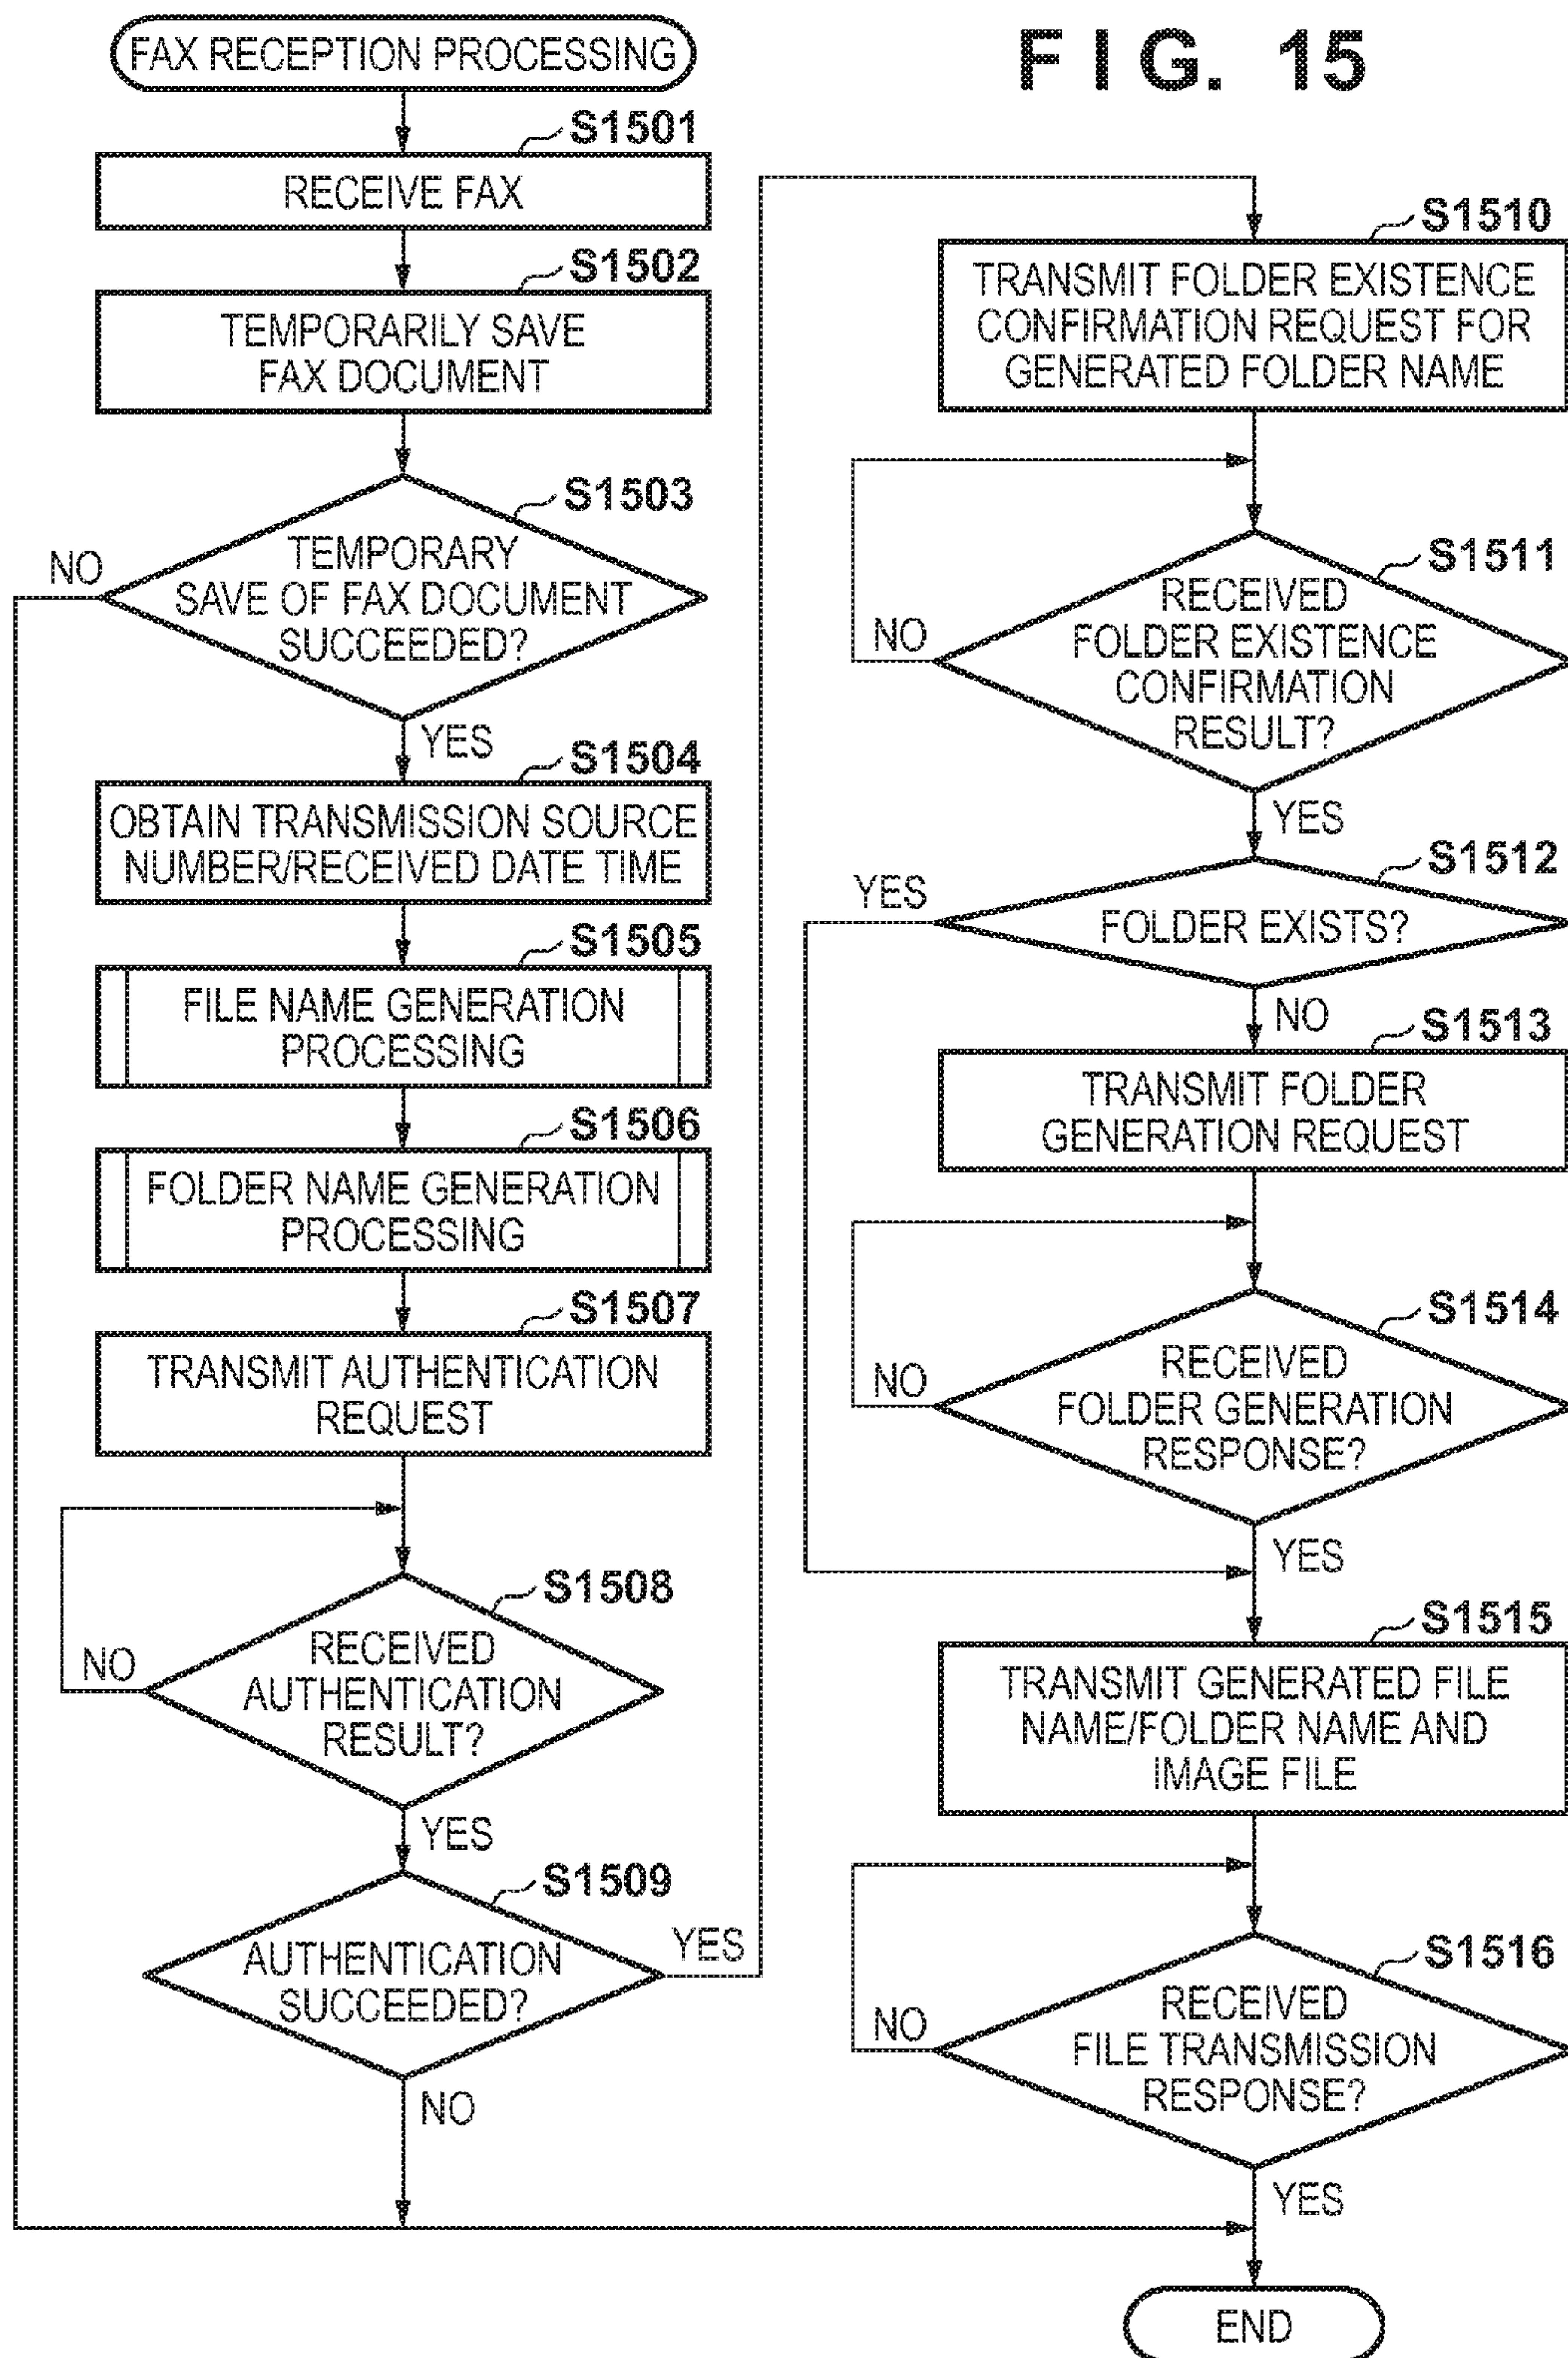 FIG. 15
FAX RECEPTION PROCESSING
S1501
RECEIVE FAX
S1502
TEMPORARILY SAVE
FAX DOCUMENT
S1503
TEMPORARY
SAVE OF FAX DOCUMENT
SUCCEEDED?
NO
YES
S1504
OBTAIN TRANSMISSION SOURCE
NUMBER/RECEIVED DATE TIME
S1505
FILE NAME GENERATION
PROCESSING
S1506
FOLDER NAME GENERATION
PROCESSING
S1507
TRANSMIT AUTHENTICATION
REQUEST
S1508
RECEIVED
AUTHENTICATION
RESULT?
NO
YES
S1509
AUTHENTICATION
SUCCEEDED?
YES
NO
S1510
TRANSMIT FOLDER EXISTENCE
CONFIRMATION REQUEST FOR
GENERATED FOLDER NAME
S1511
RECEIVED
FOLDER EXISTENCE
CONFIRMATION
RESULT?
NO
YES
S1512
FOLDER EXISTS?
YES
NO
S1513
TRANSMIT FOLDER
GENERATION REQUEST
S1514
RECEIVED
FOLDER GENERATION
RESPONSE?
NO
YES
S1515
TRANSMIT GENERATED FILE
NAME/FOLDER NAME AND
IMAGE FILE
S1516
RECEIVED
FILE TRANSMISSION
RESPONSE?
NO
YES
END